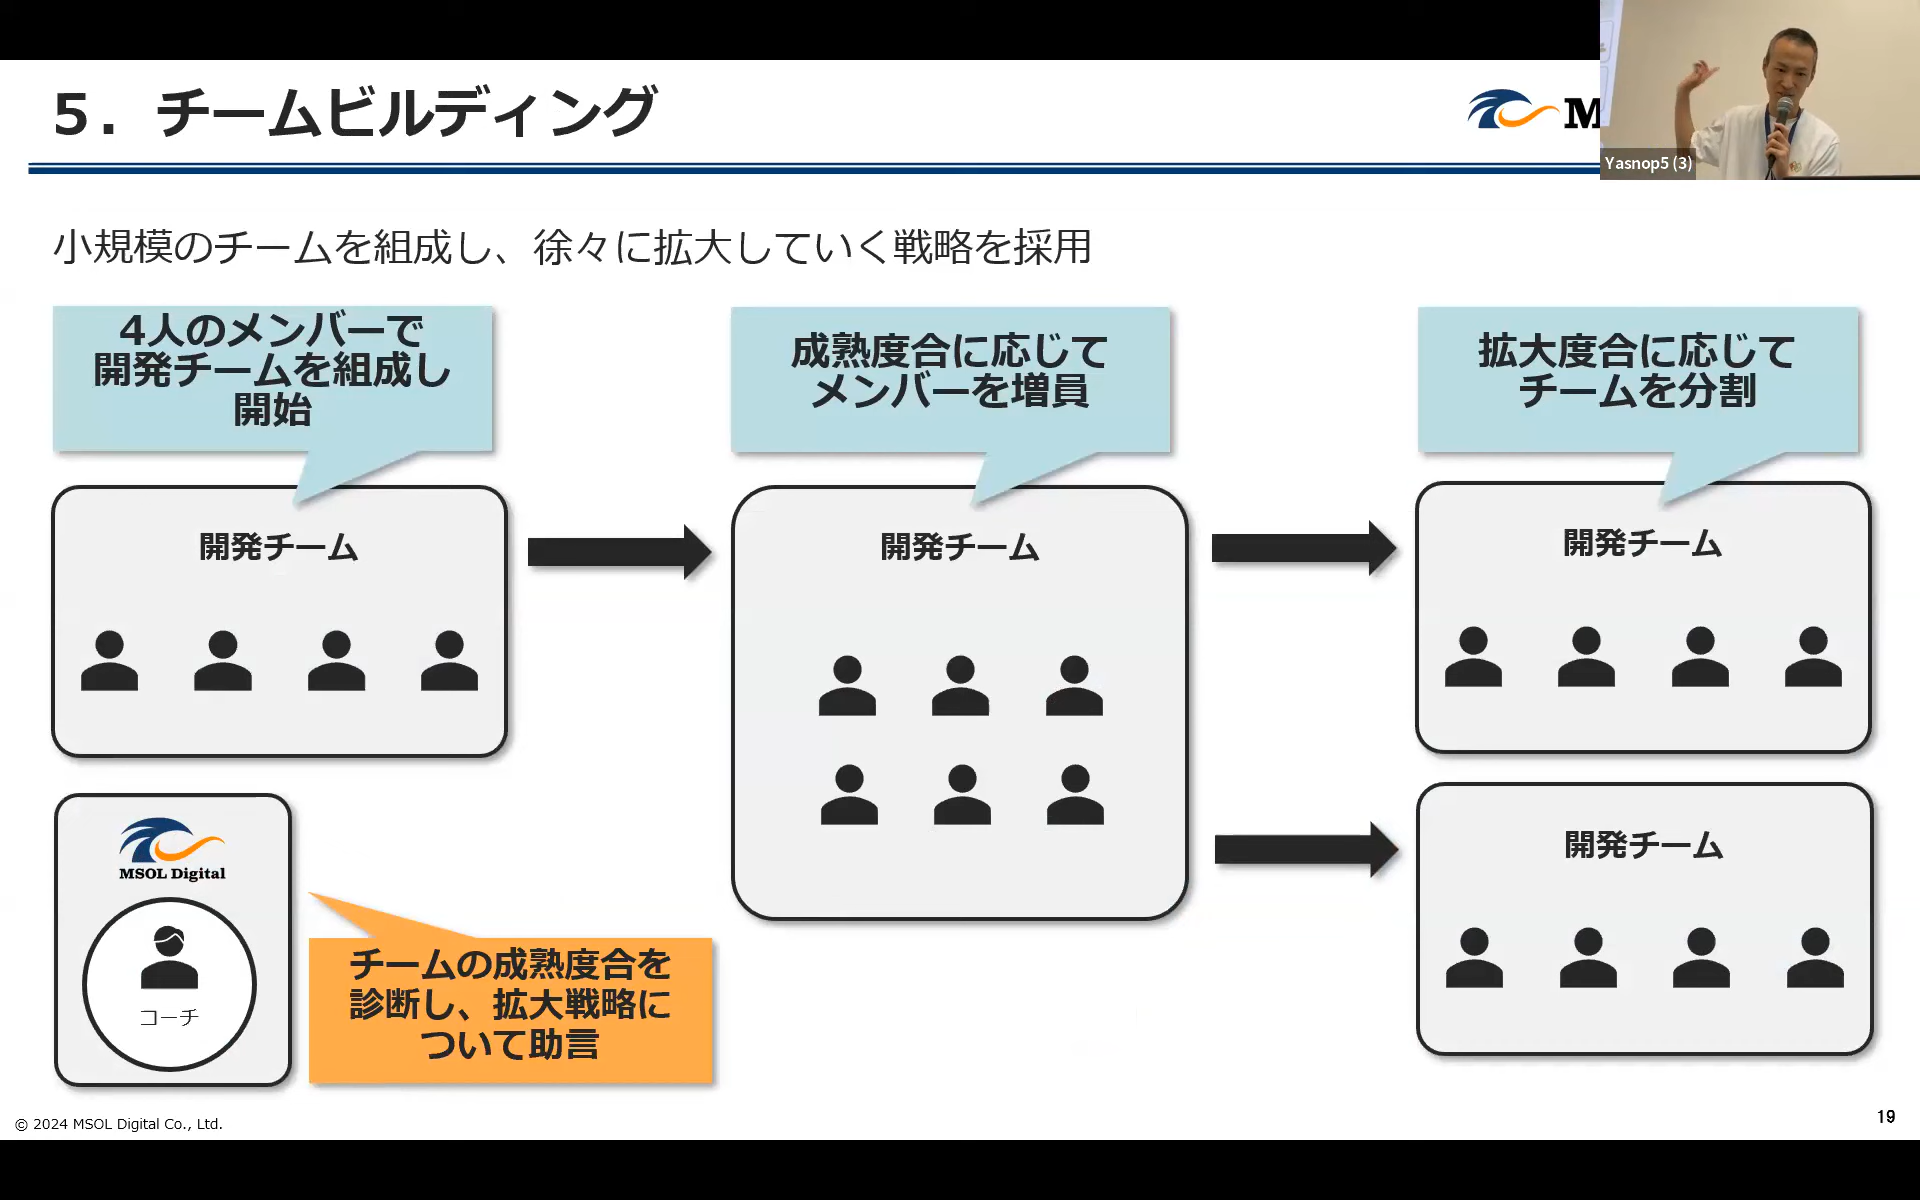 5．チームビルディング
M
Yasnop5 (3)
小規模のチームを組成し、徐々に拡大していく戦略を採用
4人のメンバーで
開発チームを組成し
開始
成熟度合に応じて
メンバーを増員
拡大度合に応じて
チームを分割
開発チーム
開発チーム
開発チーム
開発チーム
MSOL Digital
コーチ
チームの成熟度合を
診断し、拡大戦略に
ついて助言
© 2024 MSOL Digital Co., Ltd.
19